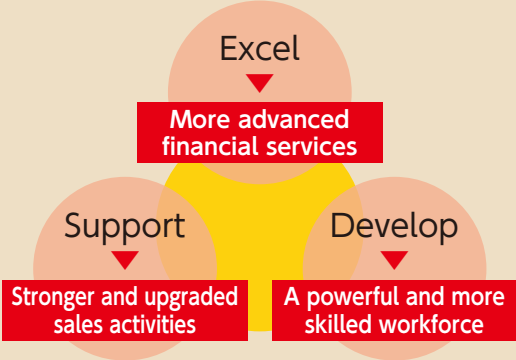 Excel
More advanced
financial services
Support
Stronger and upgraded
sales activities
Develop
A powerful and more
skilled workforce